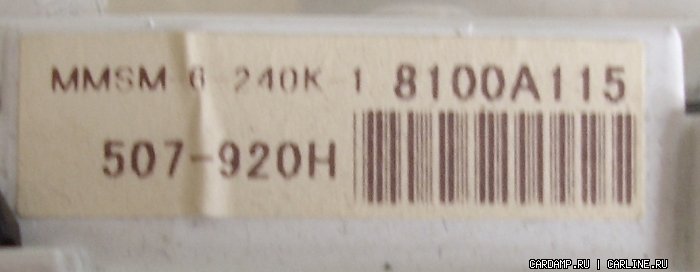 MMSM-6-240K-1 8100A115
507-920H
CARDAMP.RU | CARLINE.RU